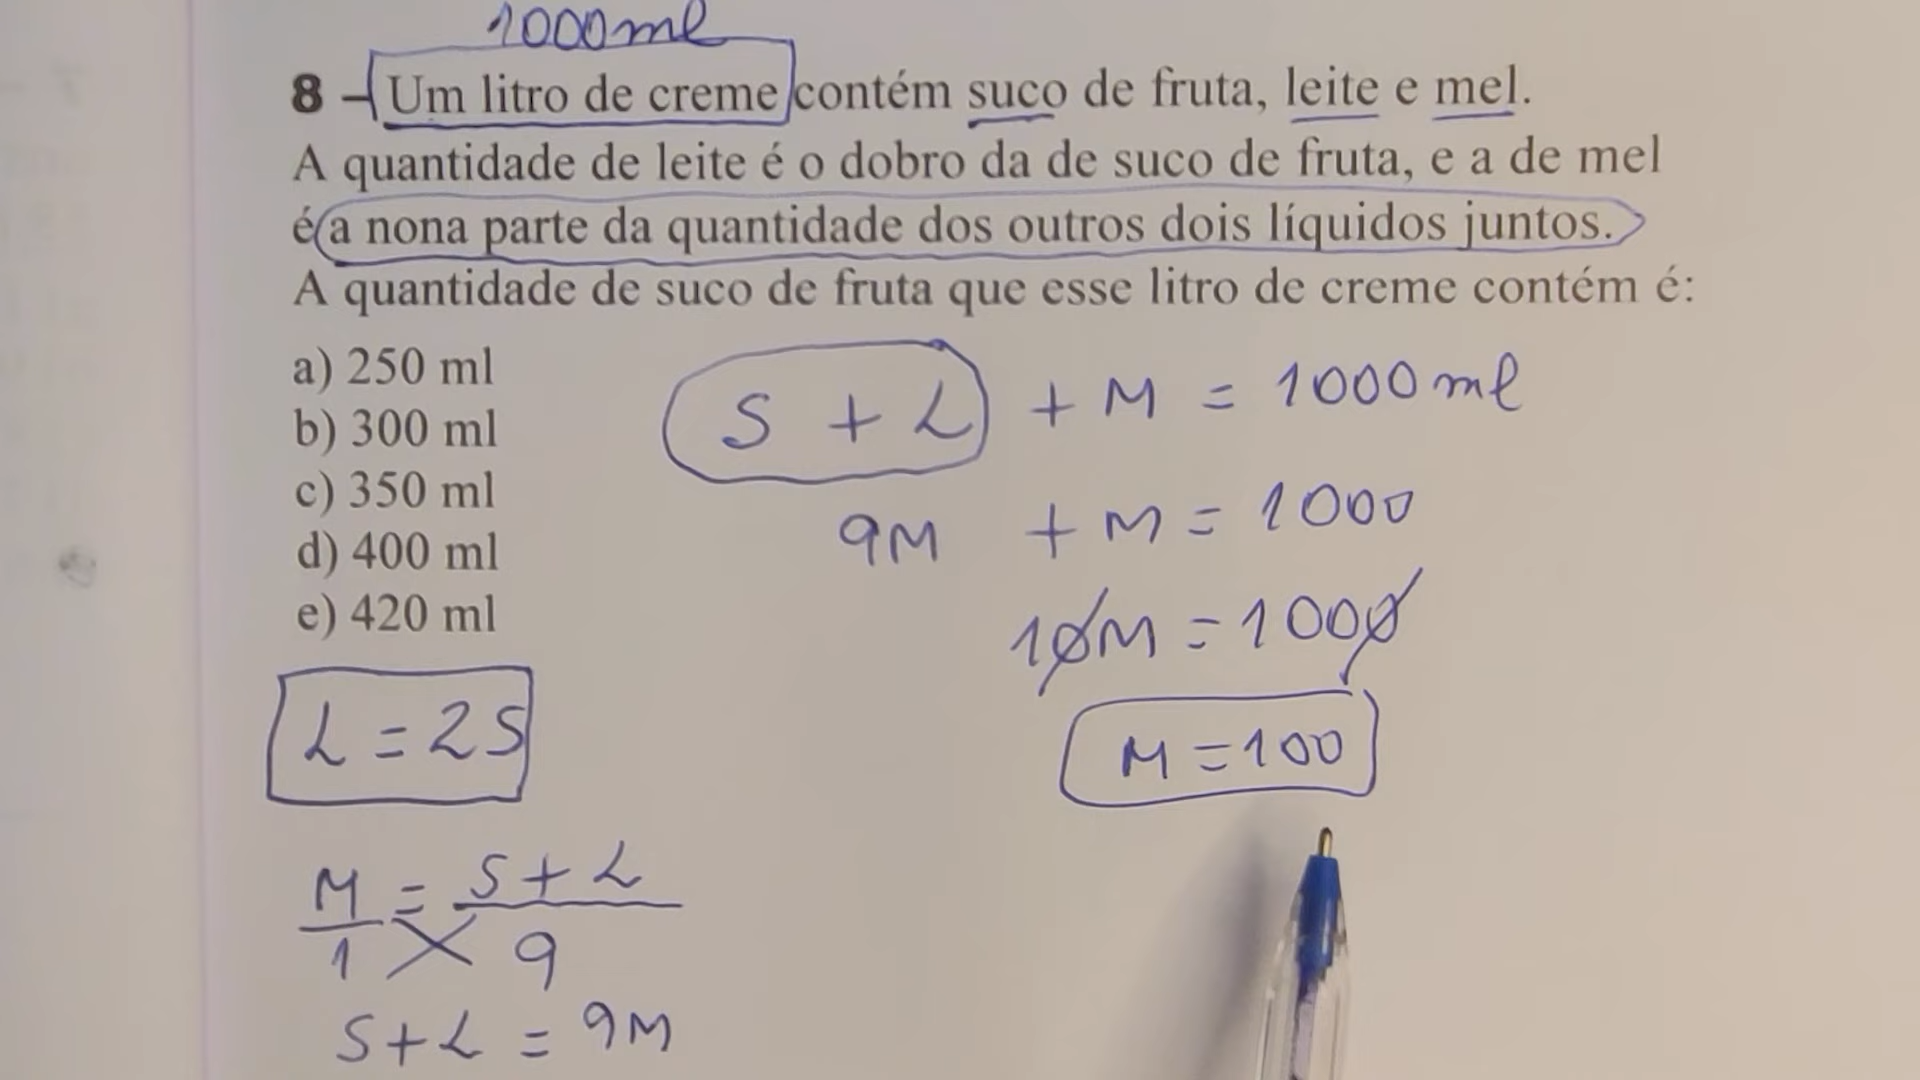 1000ml
8 – Um litro de creme contém suco de fruta, leite e mel.
A quantidade de leite é o dobro da de suco de fruta, e a de mel
é a nona parte da quantidade dos outros dois líquidos juntos.
A quantidade de suco de fruta que esse litro de creme contém é:
a) 250 ml
b) 300 ml
c) 350 ml
d) 400 ml
e) 420 ml
S + L + M = 1000ml
9M + M = 1000
10M = 1000
M = 100
L = 2S
M/1 = S + L/9
S + L = 9M